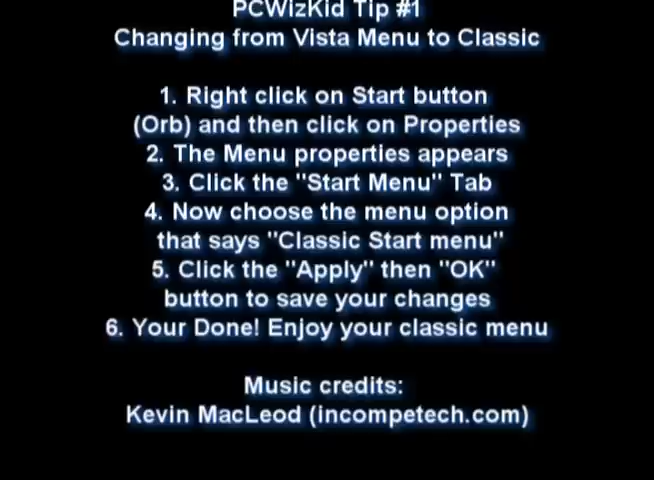 PCWizKid Tip #1
Changing from Vista Menu to Classic
1. Right click on Start button
(Orb) and then click on Properties
2. The Menu properties appears
3. Click the "Start Menu" Tab
4. Now choose the menu option
that says "Classic Start menu"
5. Click the "Apply" then "OK"
button to save your changes
6. Your Done! Enjoy your classic menu
Music credits:
Kevin MacLeod (incompetech.com)